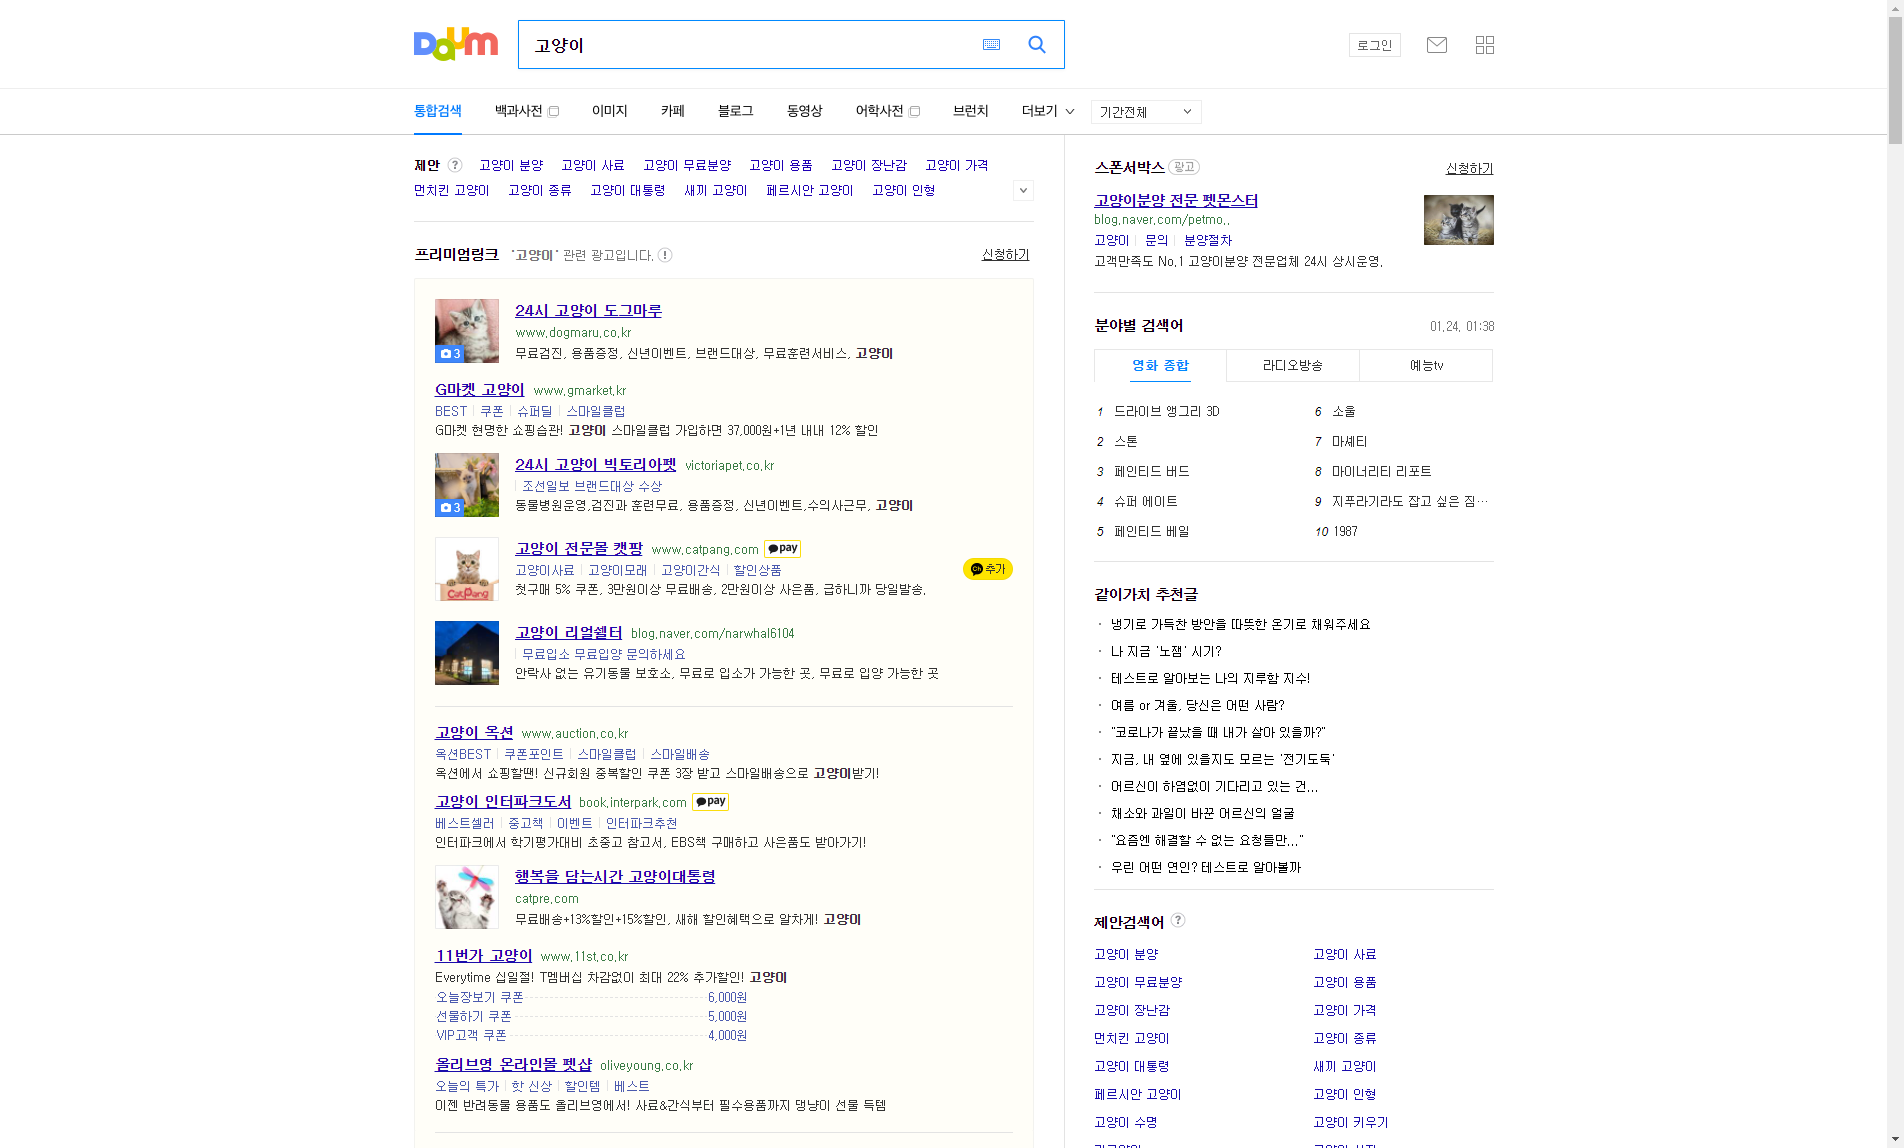 Daum
고양이
로그인
통합검색 백과사전 이미지 카페 블로그 동영상 어학사전 브런치 더보기 기간전체
제안 고양이 분양 고양이 사료 고양이 무료분양 고양이 용품 고양이 장난감 고양이 가격
먼치킨 고양이 고양이 종류 고양이 대통령 새끼 고양이 페르시안 고양이 고양이 인형
프리미엄링크 '고양이' 관련 광고입니다. 신청하기
24시 고양이 도그마루
www.dogmaru.co.kr
3
무료검진, 용품증정, 신년이벤트, 브랜드대상, 무료훈련서비스, 고양이
G마켓 고양이 www.gmarket.kr
BEST 쿠폰 슈퍼딜 스마일클럽
G마켓 현명한 쇼핑습관! 고양이 스마일클럽 가입하면 37,000원+1년 내내 12% 할인
24시 고양이 빅토리아펫 victoriapet.co.kr
조선일보 브랜드대상 수상
3
동물병원운영,검진과 훈련무료, 용품증정, 신년이벤트,수의사근무, 고양이
고양이 전문몰 캣팡 www.catpang.com pay
고양이사료 고양이모래 고양이간식 할인상품
CatPang
첫구매 5% 쿠폰, 3만원이상 무료배송, 2만원이상 사은품, 급하니까 당일발송.
Ch 추가
고양이 리얼쉘터 blog.naver.com/narwhal6104
무료입소 무료입양 문의하세요
안락사 없는 유기동물 보호소, 무료로 입소가 가능한 곳, 무료로 입양 가능한 곳
고양이 옥션 www.auction.co.kr
옥션BEST 쿠폰포인트 스마일클럽 스마일배송
옥션에서 쇼핑할땐! 신규회원 중복할인 쿠폰 3장 받고 스마일배송으로 고양이받기!
고양이 인터파크도서 book.interpark.com pay
베스트셀러 중고책 이벤트 인터파크추천
인터파크에서 학기평가대비 초중고 참고서, EBS책 구매하고 사은품도 받아가기!
행복을 담는시간 고양이대통령
catpre.com
무료배송+13%할인+15%할인, 새해 할인혜택으로 알차게! 고양이
11번가 고양이 www.11st.co.kr
Everytime 십일절! T멤버십 차감없이 최대 22% 추가할인! 고양이
오늘장보기 쿠폰 6,000원
선물하기 쿠폰 5,000원
VIP고객 쿠폰 4,000원
올리브영 온라인몰 펫샵 oliveyoung.co.kr
오늘의 특가 핫 신상 할인템 베스트
이젠 반려동물 용품도 올리브영에서! 사료&간식부터 필수용품까지 댕냥이 선물 득템
스폰서박스 광고 신청하기
고양이분양 전문 펫몬스터
blog.naver.com/petmo..
고양이 문의 분양절차
고객만족도 No.1 고양이분양 전문업체 24시 상시운영.
분야별 검색어 01.24. 01:38
영화 종합 라디오방송 예능tv
1 드라이브 앵그리 3D 6 소울
2 스톤 7 마셰티
3 페인티드 버드 8 마이너리티 리포트
4 슈퍼 에이트 9 지푸라기라도 잡고 싶은 짐…
5 페인티드 베일 10 1987
같이가치 추천글
· 냉기로 가득찬 방안을 따뜻한 온기로 채워주세요
· 나 지금 '노잼' 시기?
· 테스트로 알아보는 나의 지루함 지수!
· 여름 or 겨울, 당신은 어떤 사람?
· "코로나가 끝났을 때 내가 살아 있을까?"
· 지금, 내 옆에 있을지도 모르는 '전기도둑'
· 어르신이 하염없이 기다리고 있는 건...
· 채소와 과일이 바꾼 어르신의 얼굴
· "요즘엔 해결할 수 없는 요청들만..."
· 우린 어떤 연인? 테스트로 알아볼까
제안검색어
고양이 분양 고양이 사료
고양이 무료분양 고양이 용품
고양이 장난감 고양이 가격
먼치킨 고양이 고양이 종류
고양이 대통령 새끼 고양이
페르시안 고양이 고양이 인형
고양이 수명 고양이 키우기